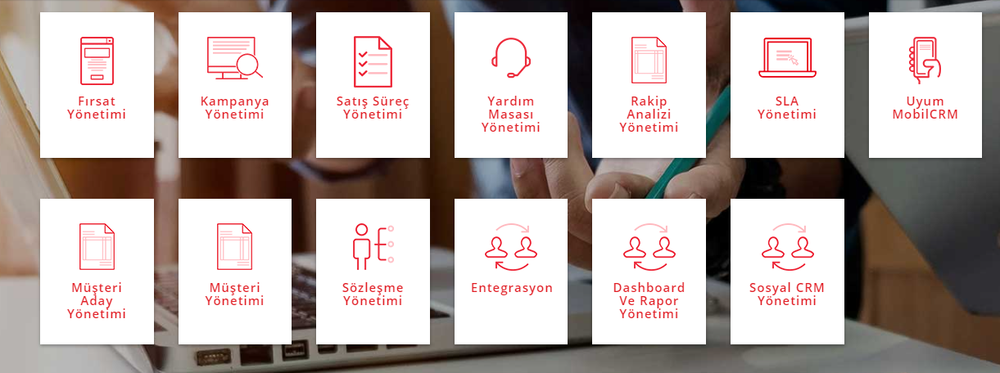 Fırsat
Yönetimi
Kampanya
Yönetimi
Satış Süreç
Yönetimi
Yardım
Masası
Yönetimi
Rakip
Analizi
Yönetimi
SLA
Yönetimi
Uyum
MobilCRM
Müşteri
Aday
Yönetimi
Müşteri
Yönetimi
Sözleşme
Yönetimi
Entegrasyon
Dashboard
Ve Rapor
Yönetimi
Sosyal CRM
Yönetimi